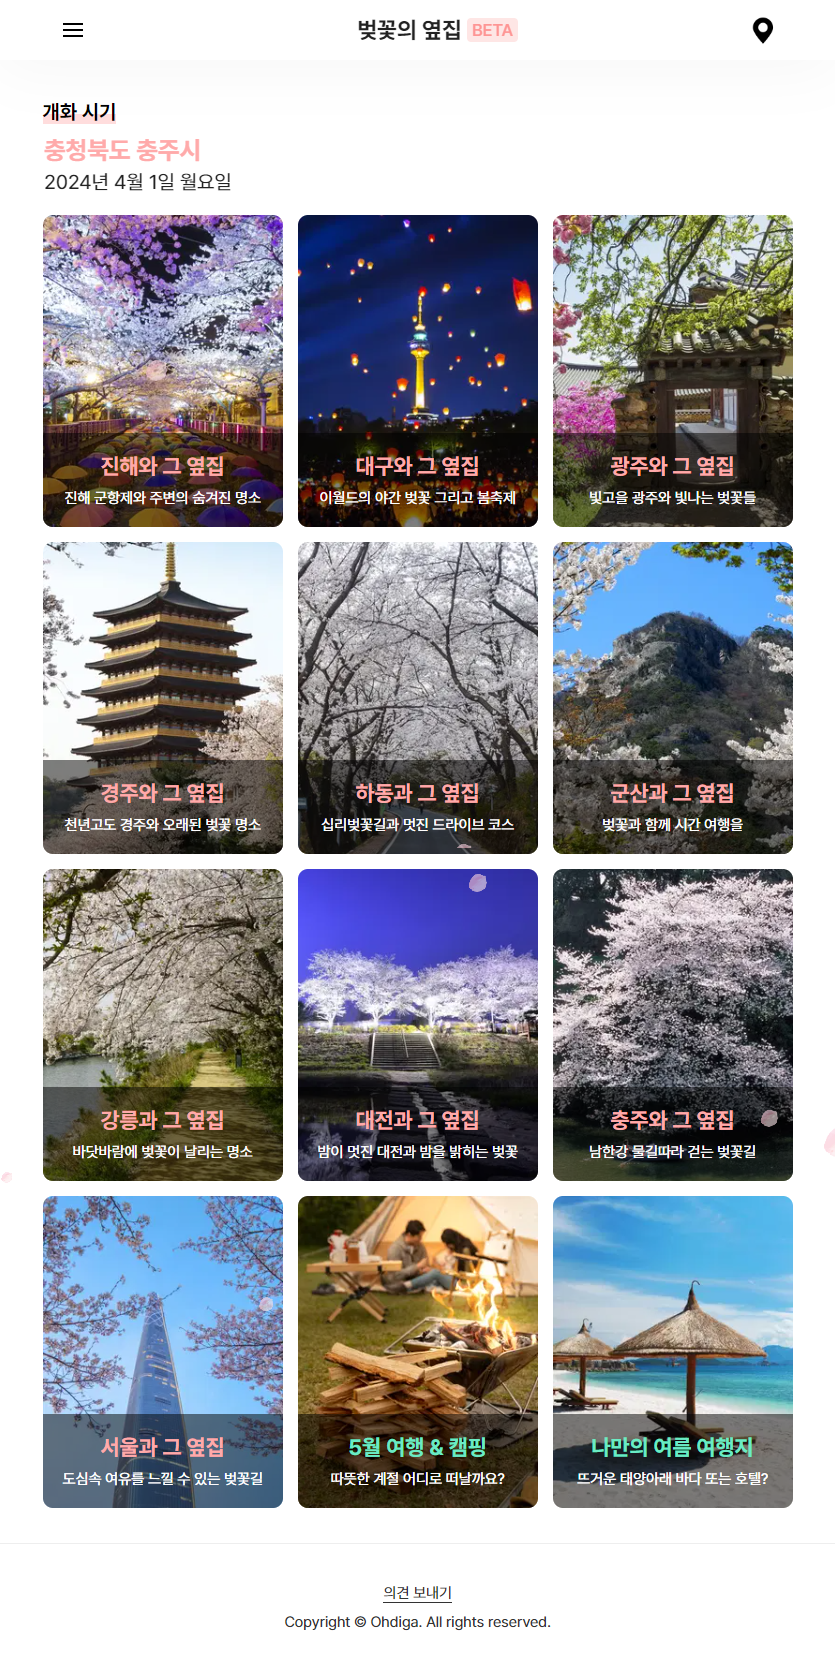 벚꽃의 옆집 BETA
개화 시기
충청북도 충주시
2024년 4월 1일 월요일
진해와 그 옆집
진해 군항제와 주변의 숨겨진 명소
대구와 그 옆집
이월드의 야간 벚꽃 그리고 봄축제
광주와 그 옆집
빛고을 광주와 빛나는 벚꽃들
경주와 그 옆집
천년고도 경주와 오래된 벚꽃 명소
하동과 그 옆집
십리벚꽃길과 멋진 드라이브 코스
군산과 그 옆집
벚꽃과 함께 시간 여행을
강릉과 그 옆집
바닷바람에 벚꽃이 날리는 명소
대전과 그 옆집
밤이 멋진 대전과 밤을 밝히는 벚꽃
충주와 그 옆집
남한강 물길따라 걷는 벚꽃길
서울과 그 옆집
도심속 여유를 느낄 수 있는 벚꽃길
5월 여행 & 캠핑
따뜻한 계절 어디로 떠날까요?
나만의 여름 여행지
뜨거운 태양아래 바다 또는 호텔?
의견 보내기
Copyright © Ohdiga. All rights reserved.